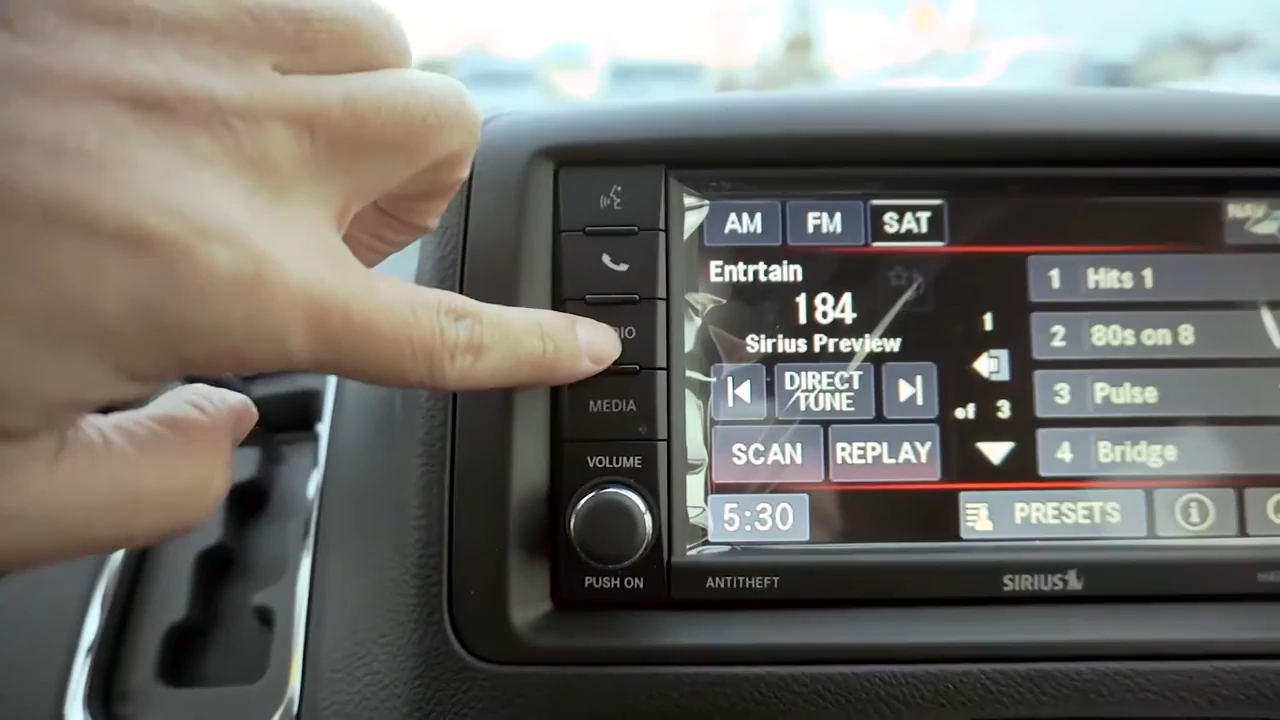 AM FM SAT
Entrtain
184
Sirius Preview
DIRECT
TUNE
SCAN REPLAY
5:30
1
of 3
1 Hits 1
2 80s on 8
3 Pulse
4 Bridge
PRESETS
i
MEDIA
VOLUME
PUSH ON
ANTITHEFT
SIRIUS